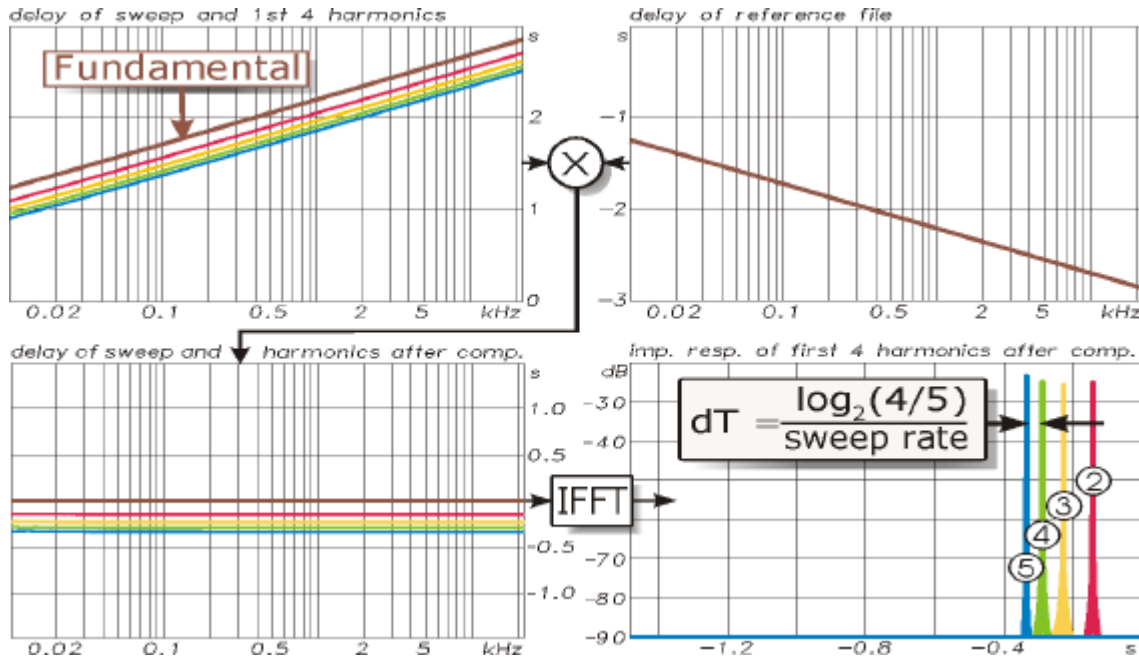 delay of sweep and 1st 4 harmonics
s
Fundamental
2
1
0
0.02 0.1 0.5 2 5 kHz
delay of reference file
s
-1
-2
-3
0.02 0.1 0.5 2 5 kHz
X
delay of sweep and harmonics after comp.
s
1.0
0.5
-0.5
-1.0
0.02 0.1 0.5 2 5 kHz
IFFT
imp. resp. of first 4 harmonics after comp.
dB
-30
-40
-70
-80
-90
dT = log₂(4/5)
sweep rate
2
3
4
5
-1.2 -0.8 -0.4 s